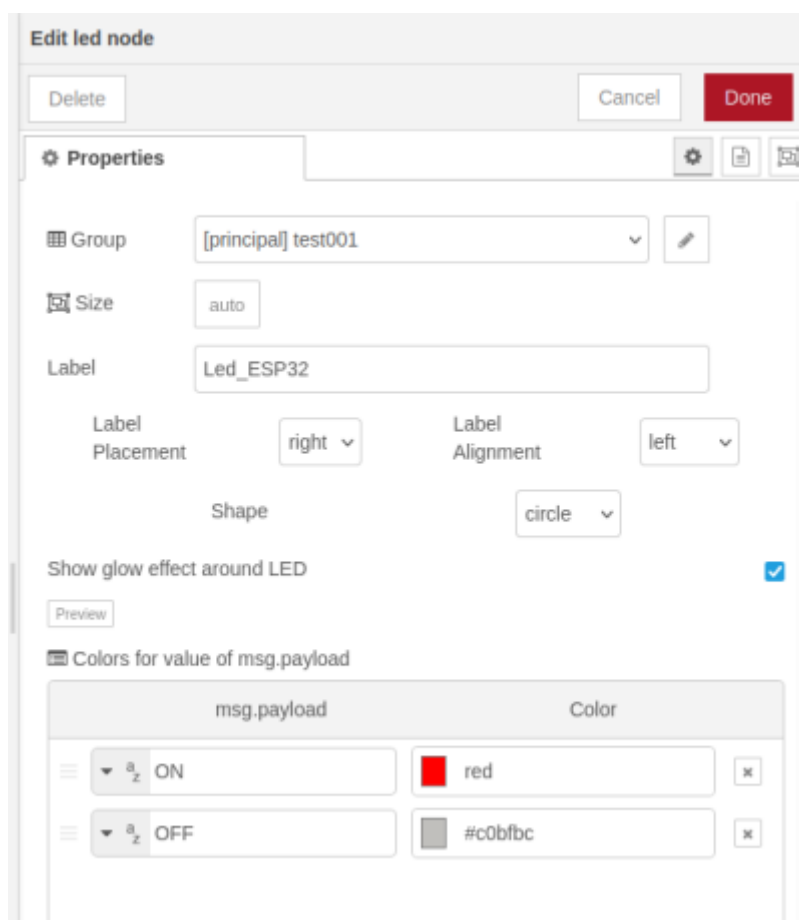 Edit led node
Delete Cancel Done
Properties
Group [principal] test001
Size auto
Label Led_ESP32
Label Placement right Label Alignment left
Shape circle
Show glow effect around LED
Preview
Colors for value of msg.payload
msg.payload Color
az ON red
az OFF #c0bfbc